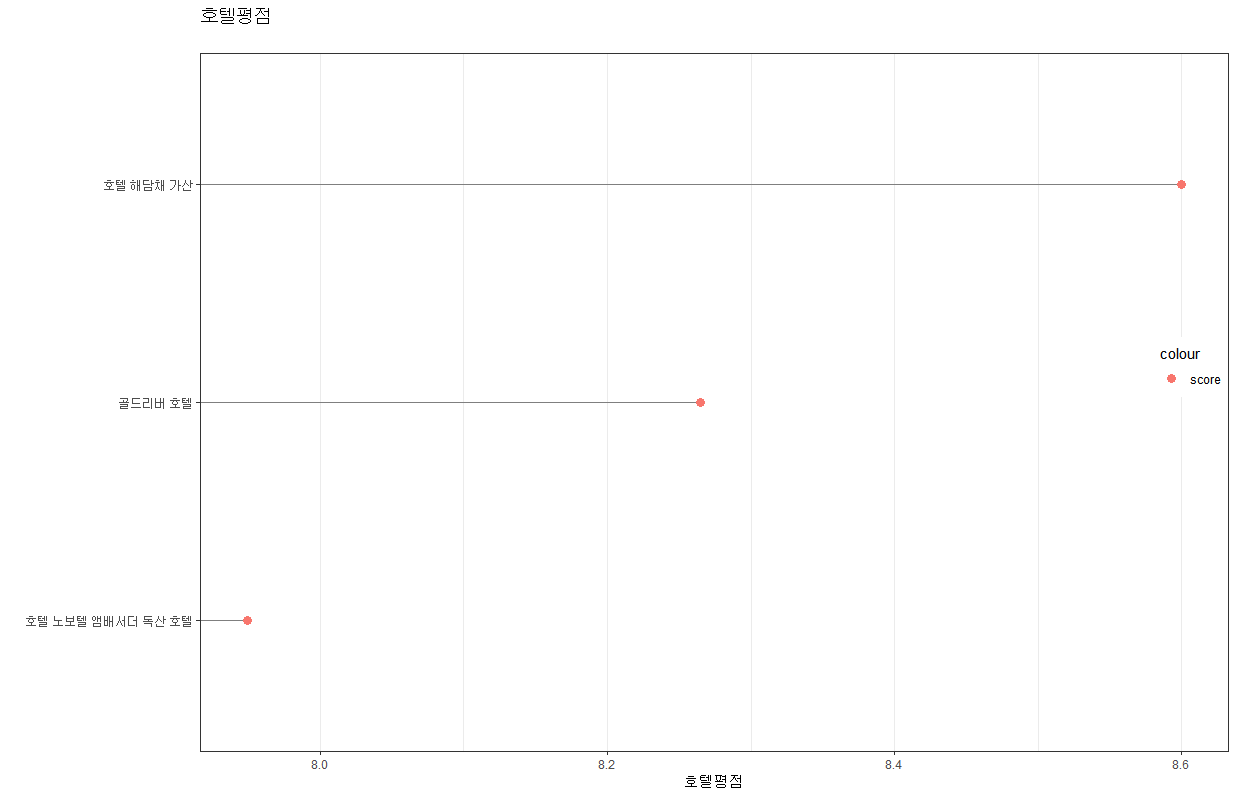 호텔평점
호텔 해담채 가산
골드리버 호텔
호텔 노보텔 앰배서더 독산 호텔
colour
score
8.0
8.2
8.4
8.6
호텔평점